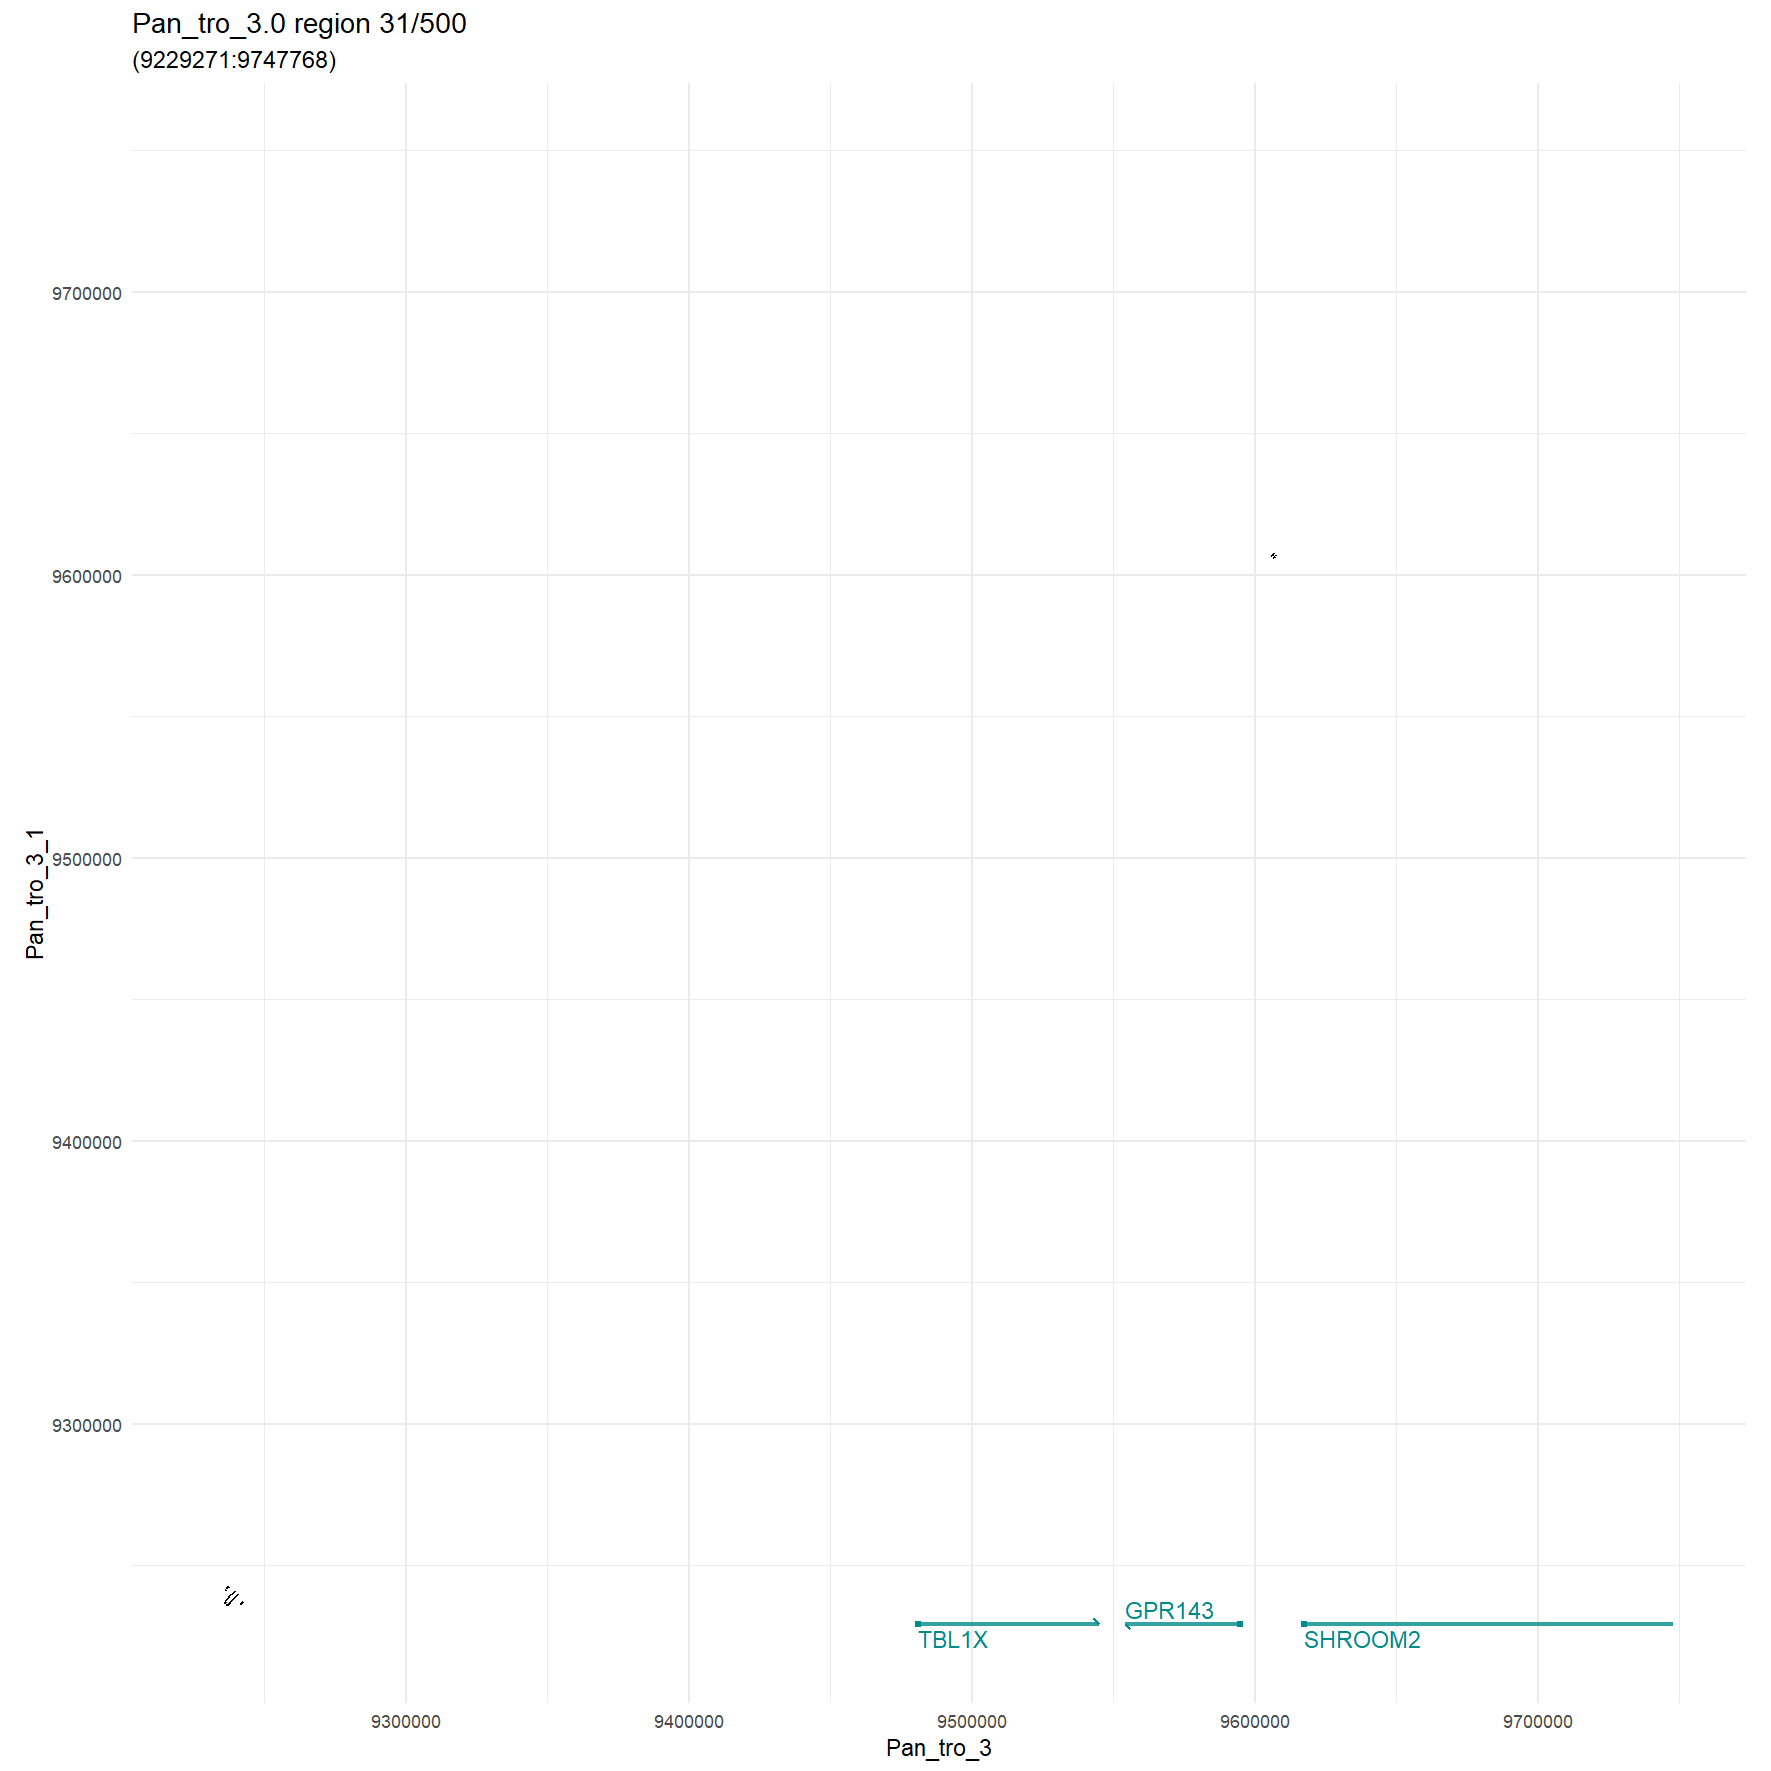 Pan_tro_3.0 region 31/500
(9229271:9747768)
Pan_tro_3_1
9700000
9600000
9500000
9400000
9300000
GPR143
TBL1X
SHROOM2
9300000 9400000 9500000 9600000 9700000
Pan_tro_3